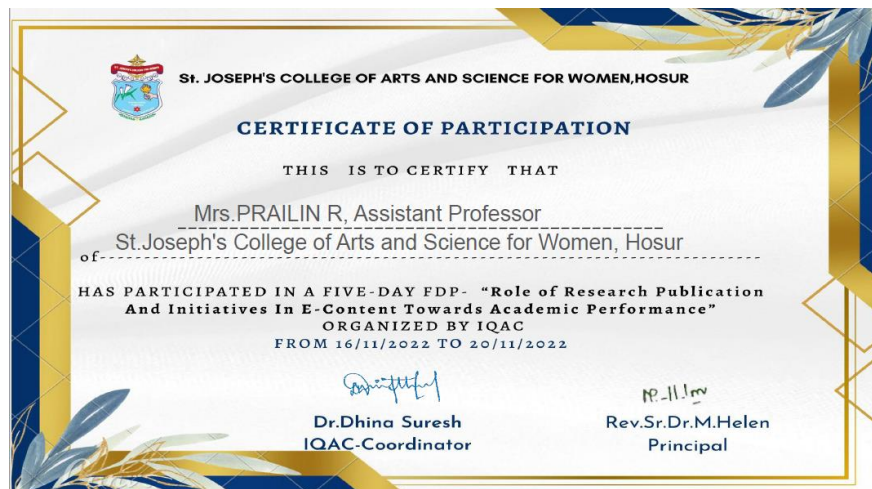 St. JOSEPH'S COLLEGE OF ARTS AND SCIENCE FOR WOMEN,HOSUR
CERTIFICATE OF PARTICIPATION
THIS IS TO CERTIFY THAT
Mrs.PRAILIN R, Assistant Professor
of St.Joseph's College of Arts and Science for Women, Hosur
HAS PARTICIPATED IN A FIVE-DAY FDP- “Role of Research Publication
And Initiatives In E-Content Towards Academic Performance”
ORGANIZED BY IQAC
FROM 16/11/2022 TO 20/11/2022
Dr.Dhina Suresh
IQAC-Coordinator
Rev.Sr.Dr.M.Helen
Principal